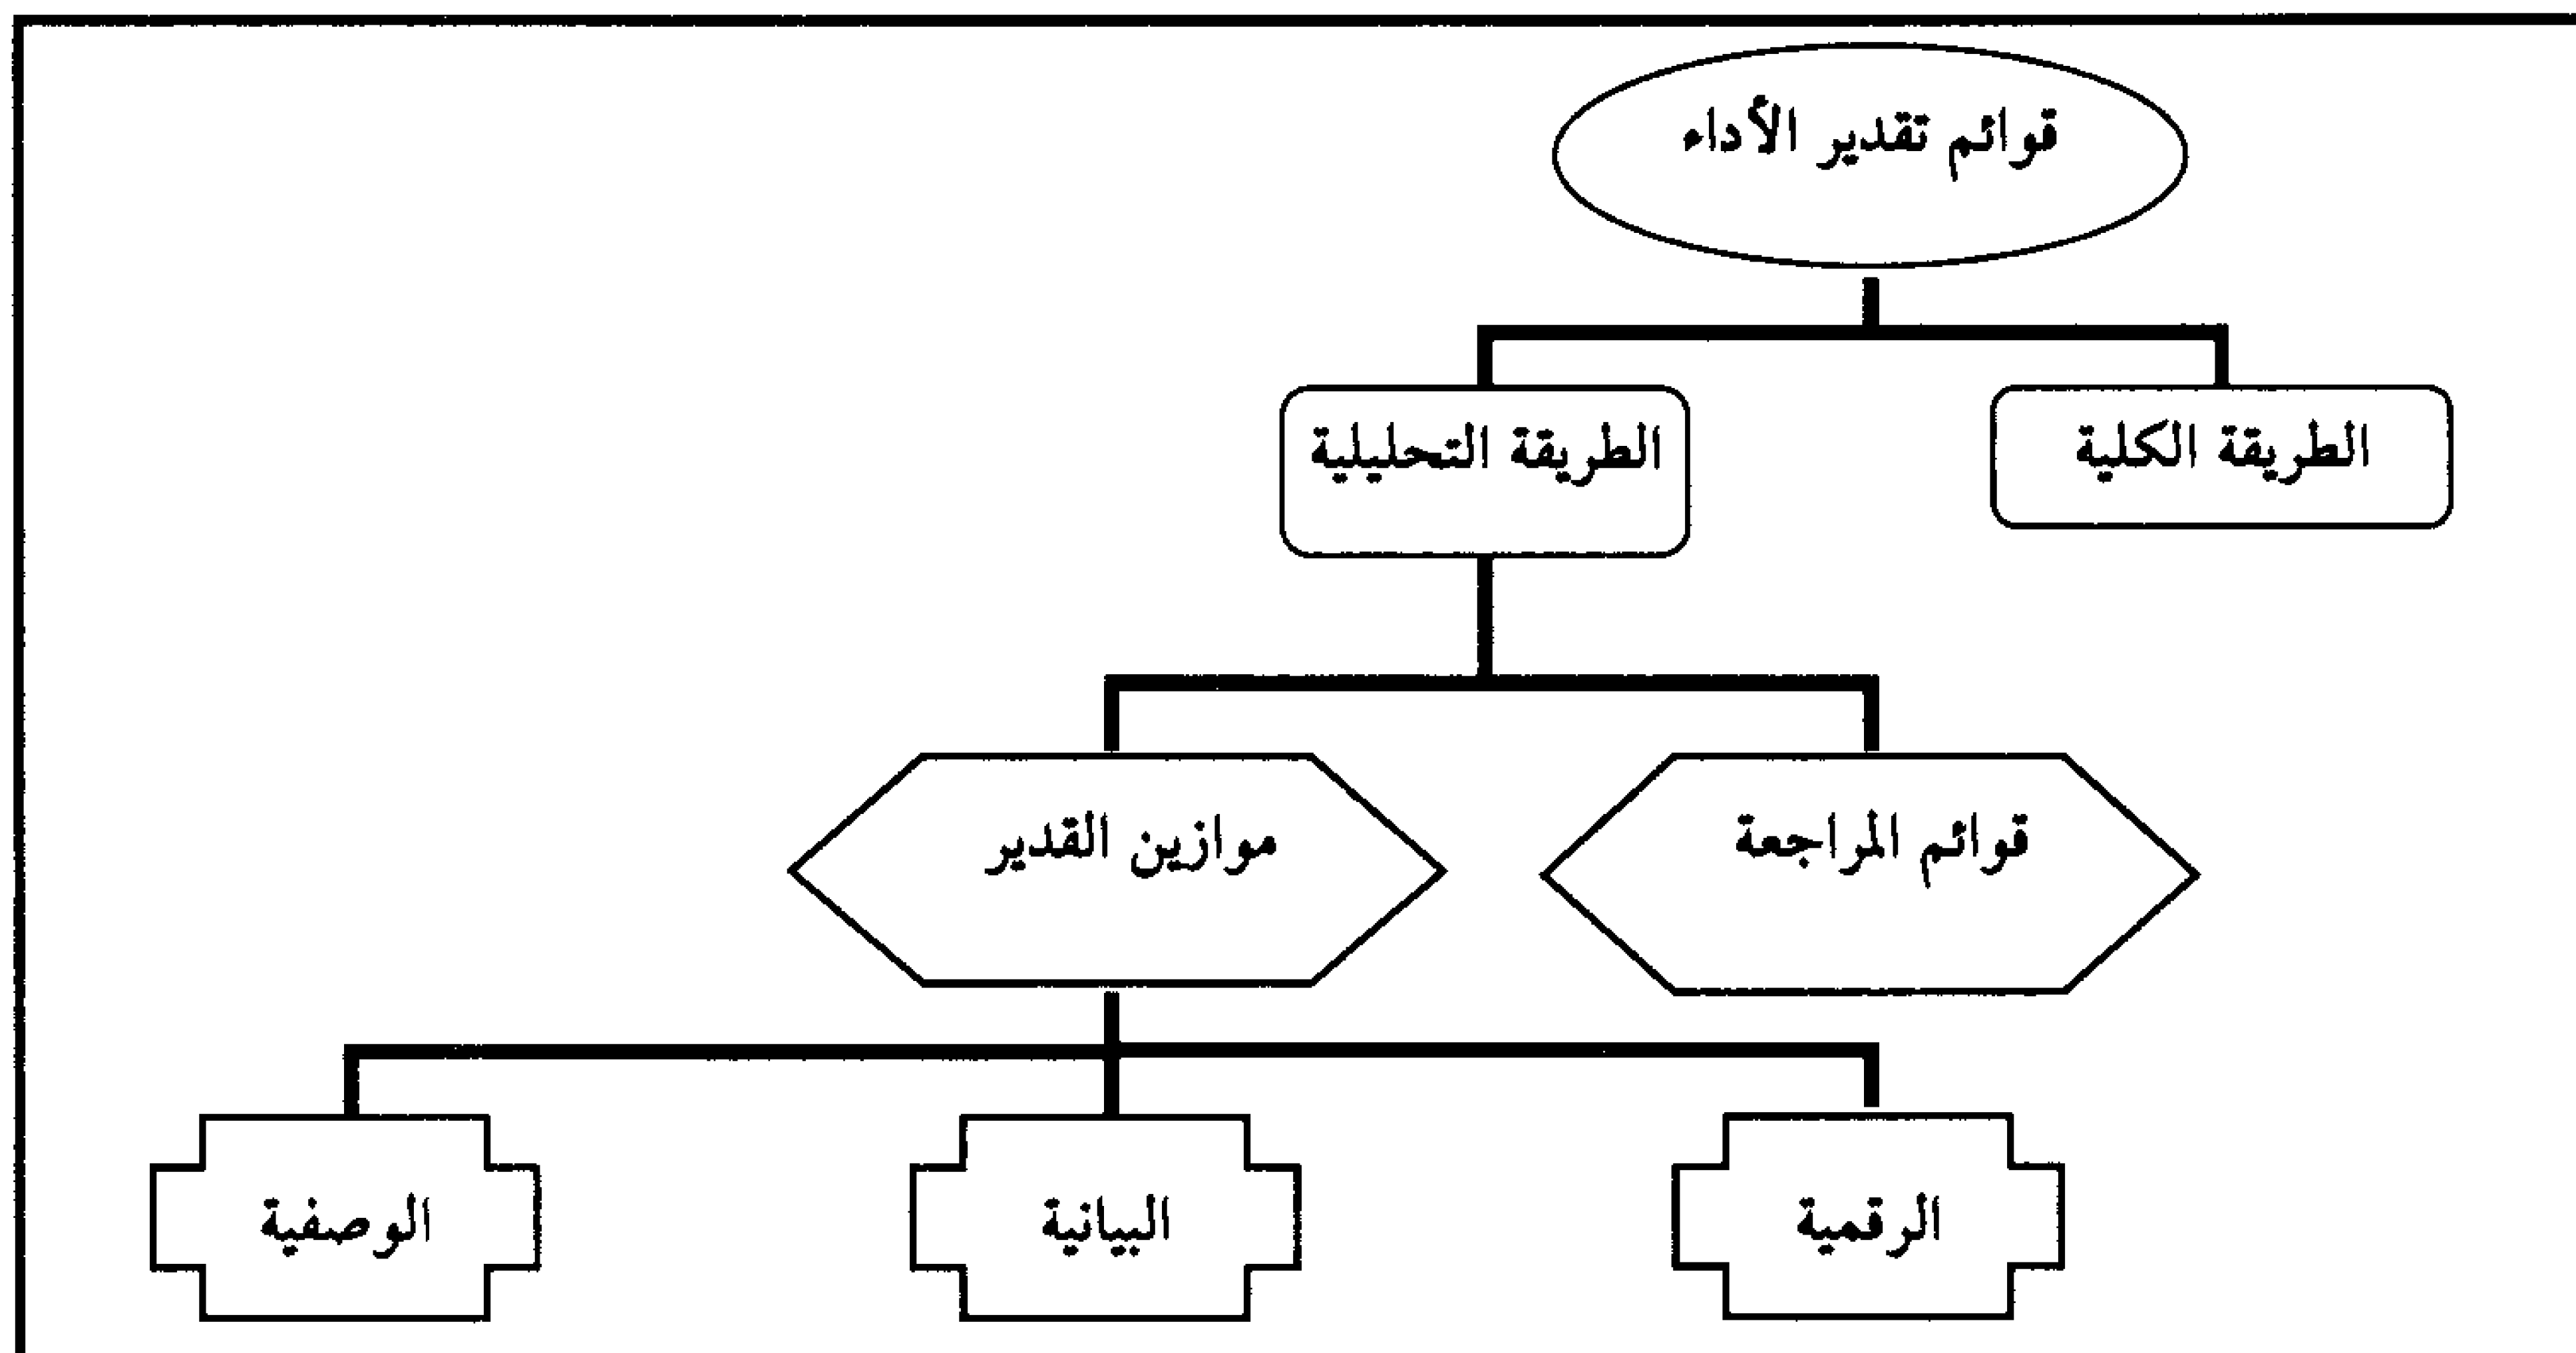 قوائم تقدير الأداء
الطريقة الكلية
الطريقة التحليلية
قوائم المراجعة
موازين القدير
الرقمية
البيانية
الوصفية